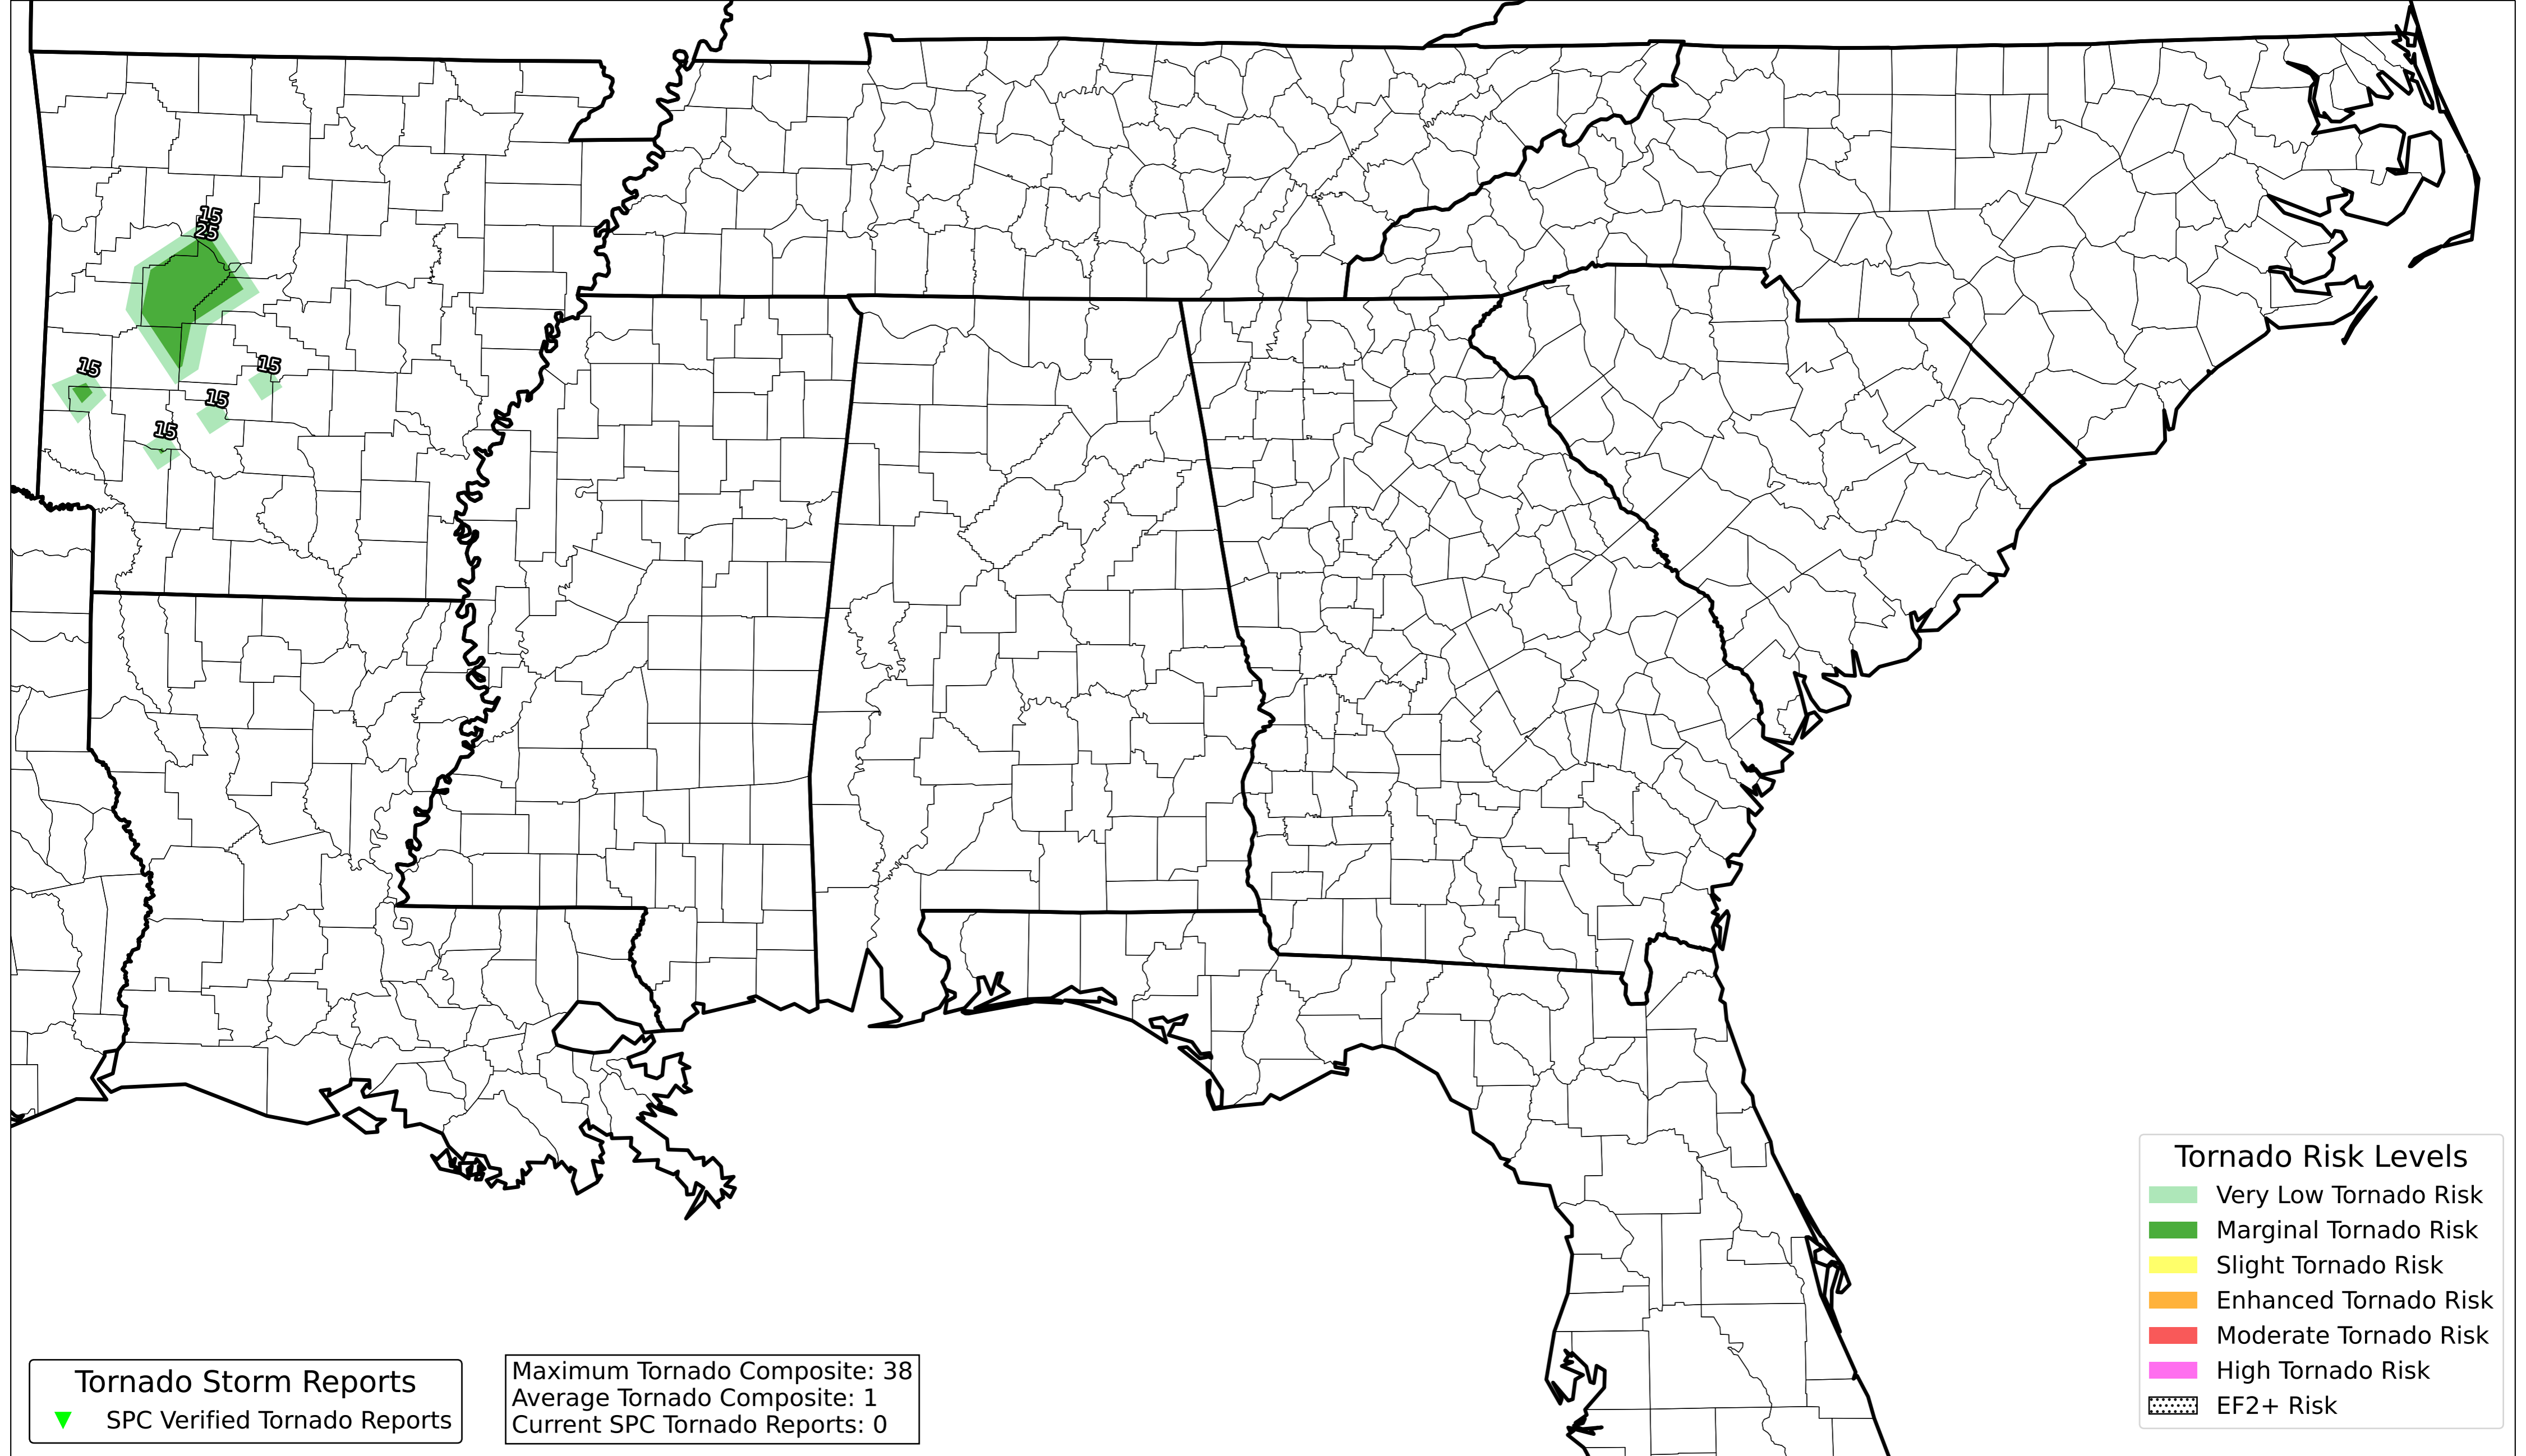 15
25
15
15
15
15
Tornado Risk Levels
Very Low Tornado Risk
Marginal Tornado Risk
Slight Tornado Risk
Enhanced Tornado Risk
Moderate Tornado Risk
High Tornado Risk
EF2+ Risk
Tornado Storm Reports
SPC Verified Tornado Reports
Maximum Tornado Composite: 38
Average Tornado Composite: 1
Current SPC Tornado Reports: 0